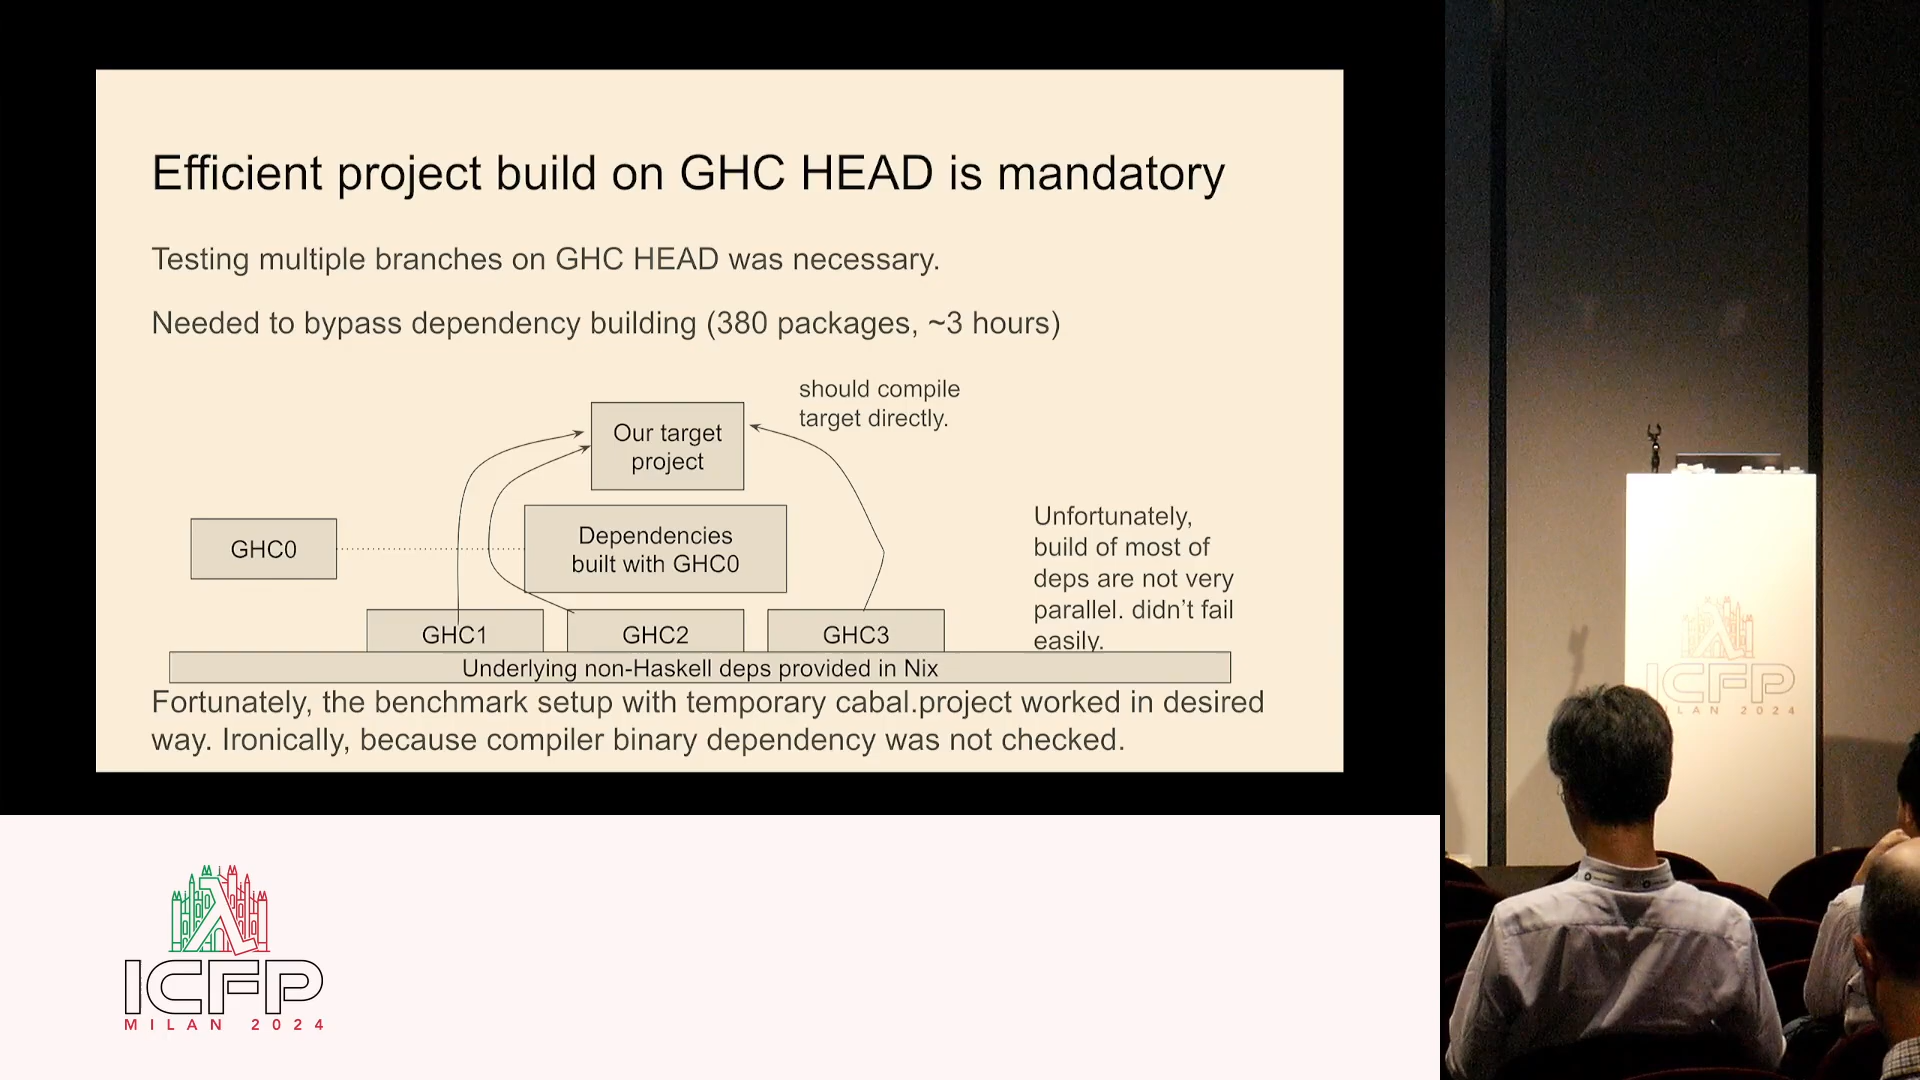 Efficient project build on GHC HEAD is mandatory
Testing multiple branches on GHC HEAD was necessary.
Needed to bypass dependency building (380 packages, ~3 hours)
should compile
target directly.
Our target
project
GHC0
Dependencies
built with GHC0
Unfortunately,
build of most of
deps are not very
parallel. didn't fail
easily.
GHC1
GHC2
GHC3
Underlying non-Haskell deps provided in Nix
Fortunately, the benchmark setup with temporary cabal.project worked in desired
way. Ironically, because compiler binary dependency was not checked.
ICFP
MILAN 2024
ICFP
MILAN 2024